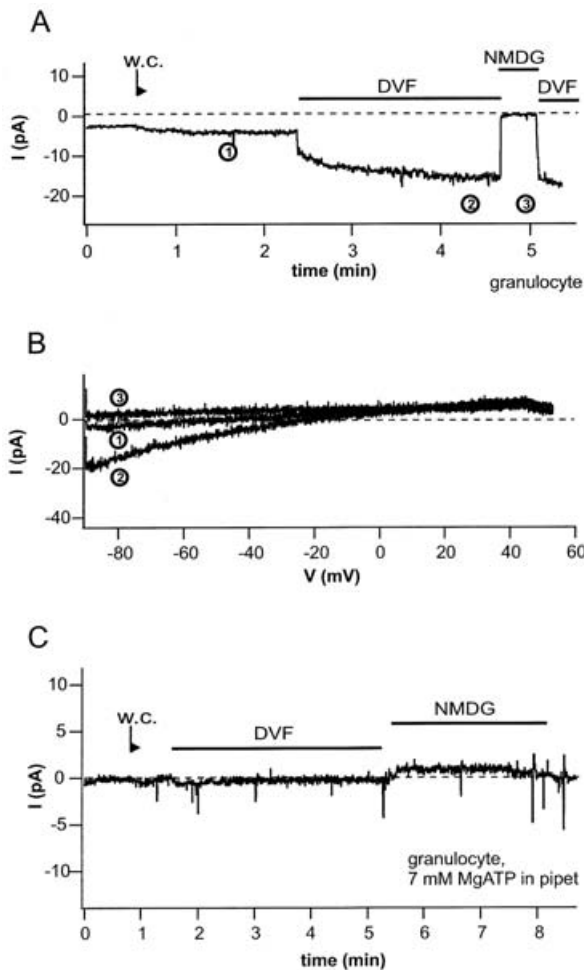 A
W.C.
NMDG
DVF
DVF
10
0
-10
-20
I (pA)
1
2
3
0 1 2 3 4 5
time (min)
granulocyte
B
3
1
2
0
-20
-40
I (pA)
-80 -60 -40 -20 0 20 40 60
V (mV)
C
W.C.
DVF
NMDG
10
5
0
-5
-10
I (pA)
granulocyte,
7 mM MgATP in pipet
0 1 2 3 4 5 6 7 8
time (min)